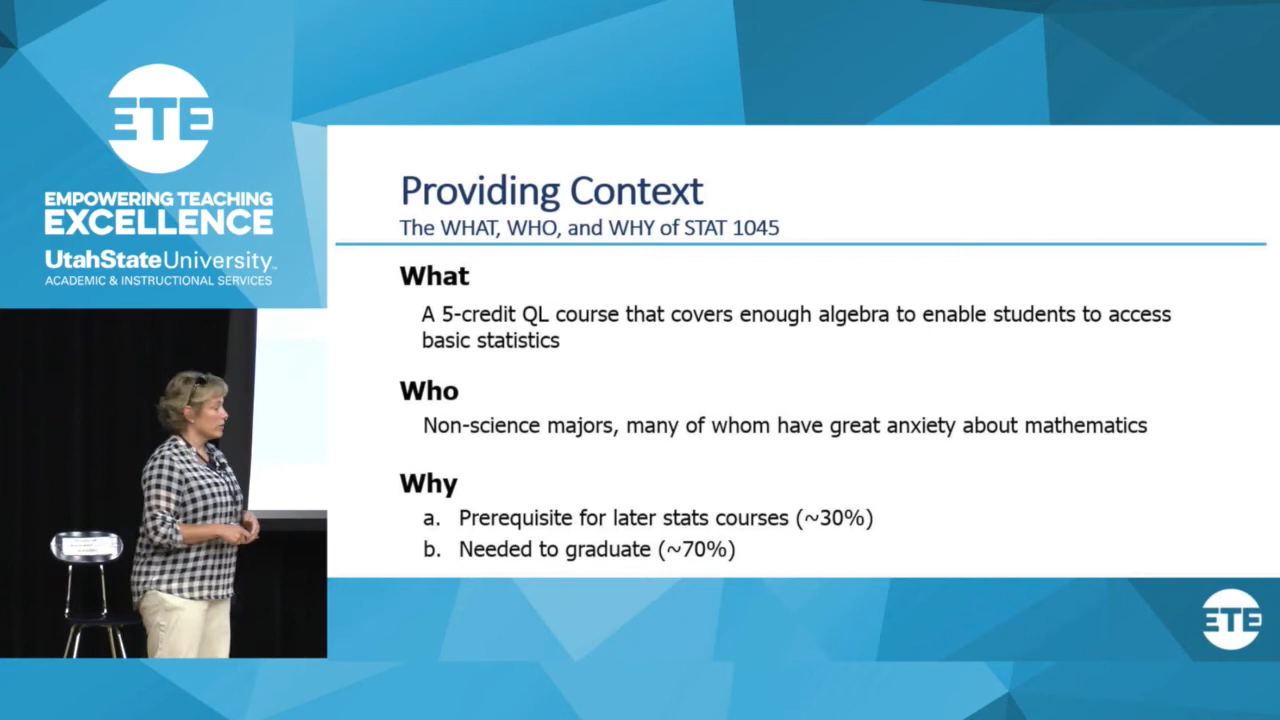 ETE
EMPOWERING TEACHING
EXCELLENCE
UtahStateUniversity
ACADEMIC & INSTRUCTIONAL SERVICES
Providing Context
The WHAT, WHO, and WHY of STAT 1045
What
A 5-credit QL course that covers enough algebra to enable students to access
basic statistics
Who
Non-science majors, many of whom have great anxiety about mathematics
Why
a. Prerequisite for later stats courses (~30%)
b. Needed to graduate (~70%)
ETE